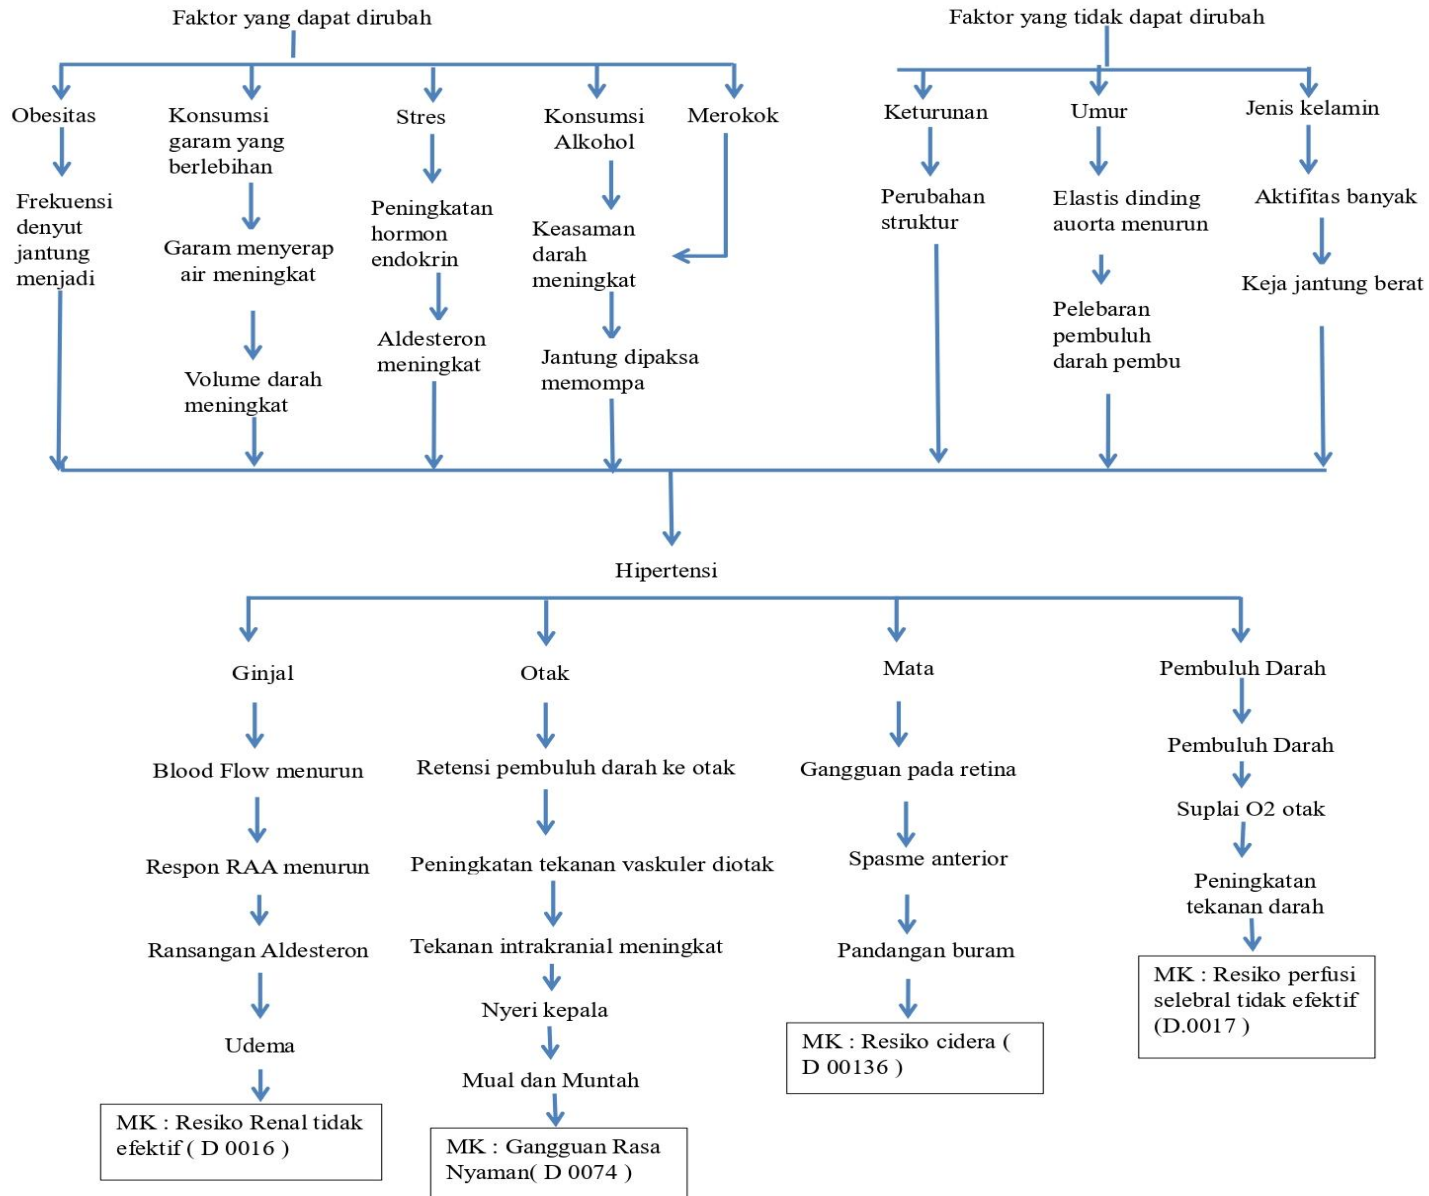 Faktor yang dapat dirubah
Faktor yang tidak dapat dirubah
Obesitas
Konsumsi
garam yang
berlebihan
Stres
Konsumsi
Alkohol
Merokok
Keturunan
Umur
Jenis kelamin
Frekuensi
denyut
jantung
menjadi
Garam menyerap
air meningkat
Peningkatan
hormon
endokrin
Keasaman
darah
meningkat
Perubahan
struktur
Elastis dinding
auorta menurun
Aktifitas banyak
Volume darah
meningkat
Aldesteron
meningkat
Jantung dipaksa
memompa
Pelebaran
pembuluh
darah pembu
Keja jantung berat
Hipertensi
Ginjal
Otak
Mata
Pembuluh Darah
Blood Flow menurun
Retensi pembuluh darah ke otak
Gangguan pada retina
Pembuluh Darah
Respon RAA menurun
Peningkatan tekanan vaskuler diotak
Spasme anterior
Suplai O2 otak
Ransangan Aldesteron
Tekanan intrakranial meningkat
Pandangan buram
Peningkatan
tekanan darah
Udema
Nyeri kepala
Mual dan Muntah
MK : Resiko Renal tidak
efektif ( D 0016 )
MK : Gangguan Rasa
Nyaman( D 0074 )
MK : Resiko cidera (
D 00136 )
MK : Resiko perfusi
selebral tidak efektif
(D.0017 )